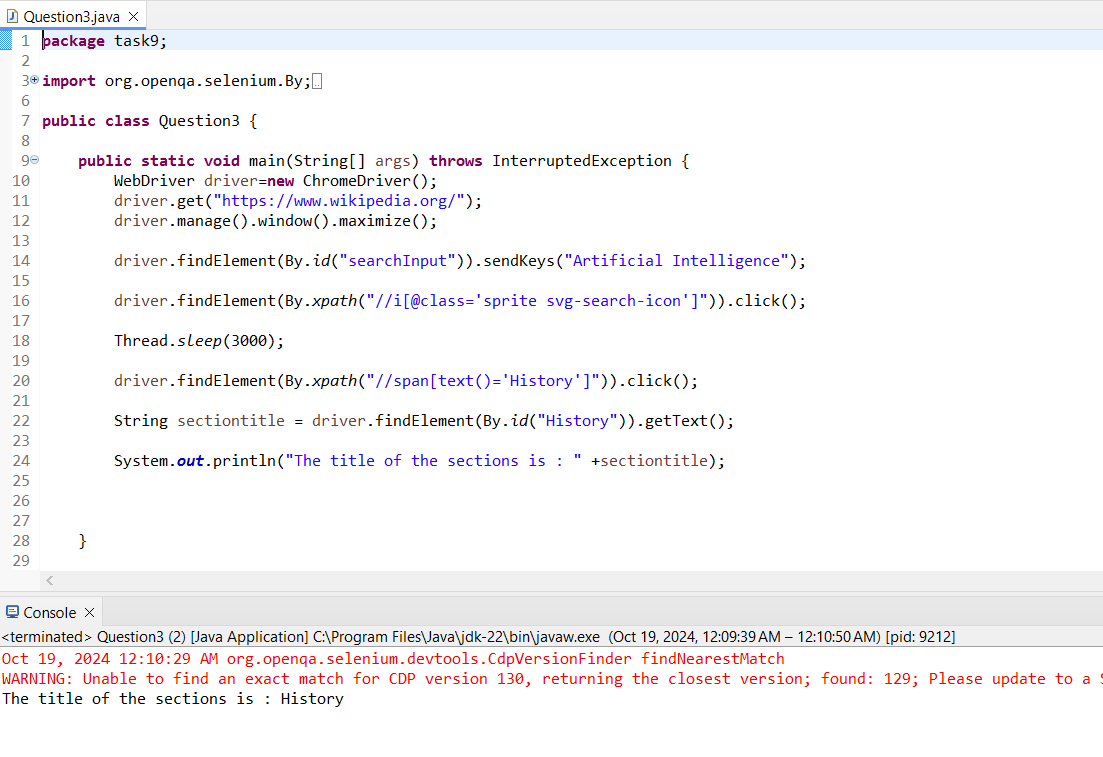 Question3.java
1 package task9;
2
3 import org.openqa.selenium.By;
6
7 public class Question3 {
8
9 public static void main(String[] args) throws InterruptedException {
10 WebDriver driver=new ChromeDriver();
11 driver.get("https://www.wikipedia.org/");
12 driver.manage().window().maximize();
13
14 driver.findElement(By.id("searchInput")).sendKeys("Artificial Intelligence");
15
16 driver.findElement(By.xpath("//i[@class='sprite svg-search-icon']")).click();
17
18 Thread.sleep(3000);
19
20 driver.findElement(By.xpath("//span[text()='History']")).click();
21
22 String sectiontitle = driver.findElement(By.id("History")).getText();
23
24 System.out.println("The title of the sections is : " +sectiontitle);
25
26
27
28 }
29
Console
<terminated> Question3 (2) [Java Application] C:\Program Files\Java\jdk-22\bin\javaw.exe (Oct 19, 2024, 12:09:39 AM – 12:10:50 AM) [pid: 9212]
Oct 19, 2024 12:10:29 AM org.openqa.selenium.devtools.CdpVersionFinder findNearestMatch
WARNING: Unable to find an exact match for CDP version 130, returning the closest version; found: 129; Please update to a S
The title of the sections is : History